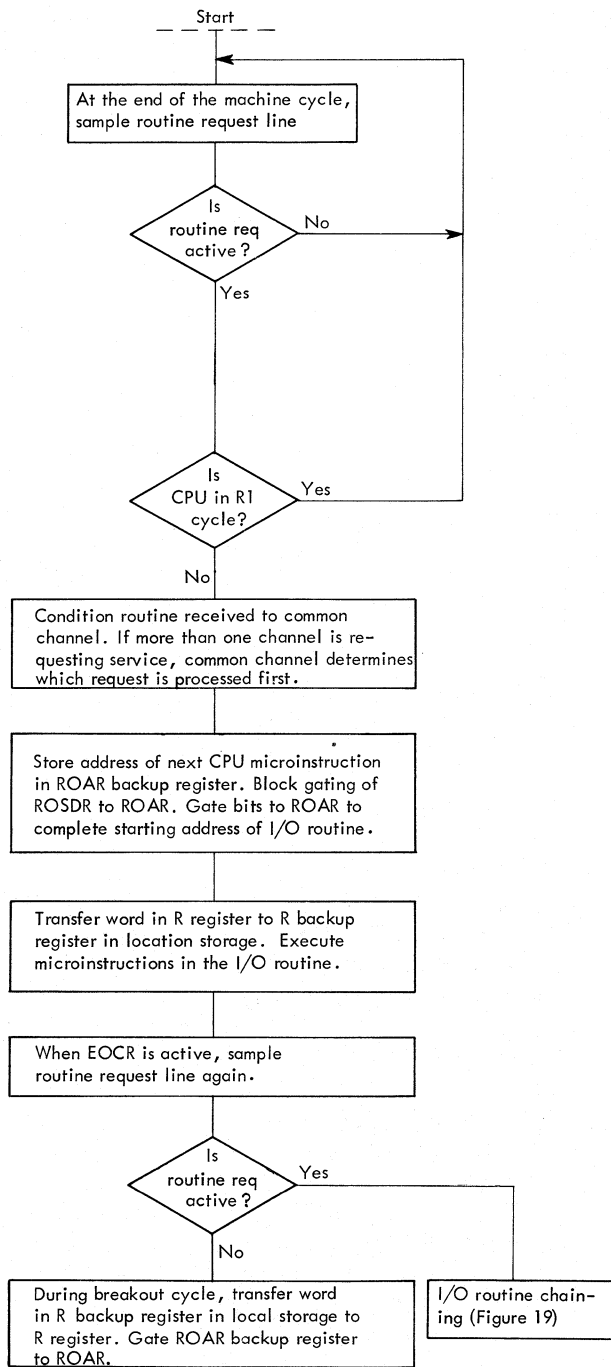 Start
At the end of the machine cycle,
sample routine request line
Is
routine req
active?
No
Yes
Is
CPU in R1
cycle?
Yes
No
Condition routine received to common
channel. If more than one channel is re-
questing service, common channel determines
which request is processed first.
Store address of next CPU microinstruction
in ROAR backup register. Block gating of
ROSDR to ROAR. Gate bits to ROAR to
complete starting address of I/O routine.
Transfer word in R register to R backup
register in location storage. Execute
microinstructions in the I/O routine.
When EOCR is active, sample
routine request line again.
Is
routine req
active?
Yes
No
During breakout cycle, transfer word
in R backup register in local storage to
R register. Gate ROAR backup register
to ROAR.
I/O routine chain-
ing (Figure 19)